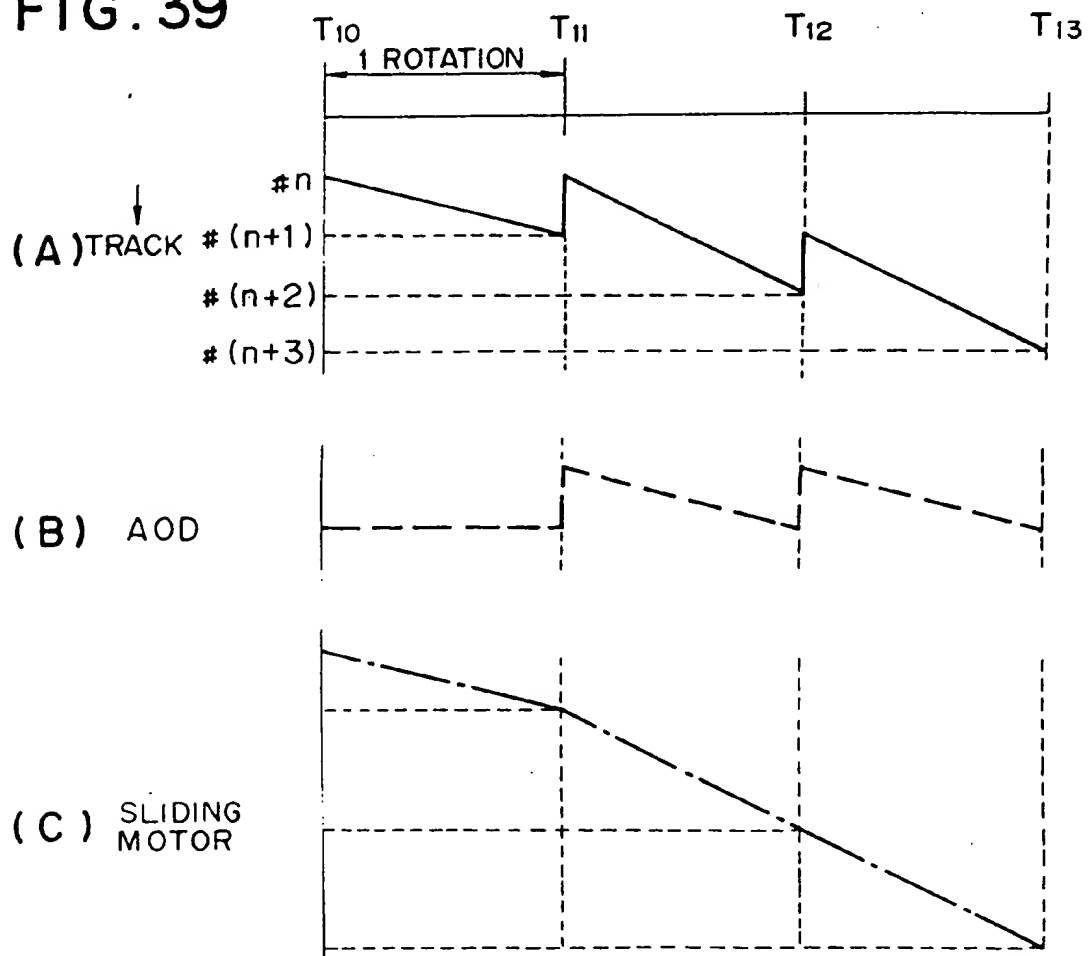 FIG. 39
T10 T11 T12 T13
1 ROTATION
#n
(A) TRACK #(n+1)
#(n+2)
#(n+3)
(B) AOD
(C) SLIDING MOTOR